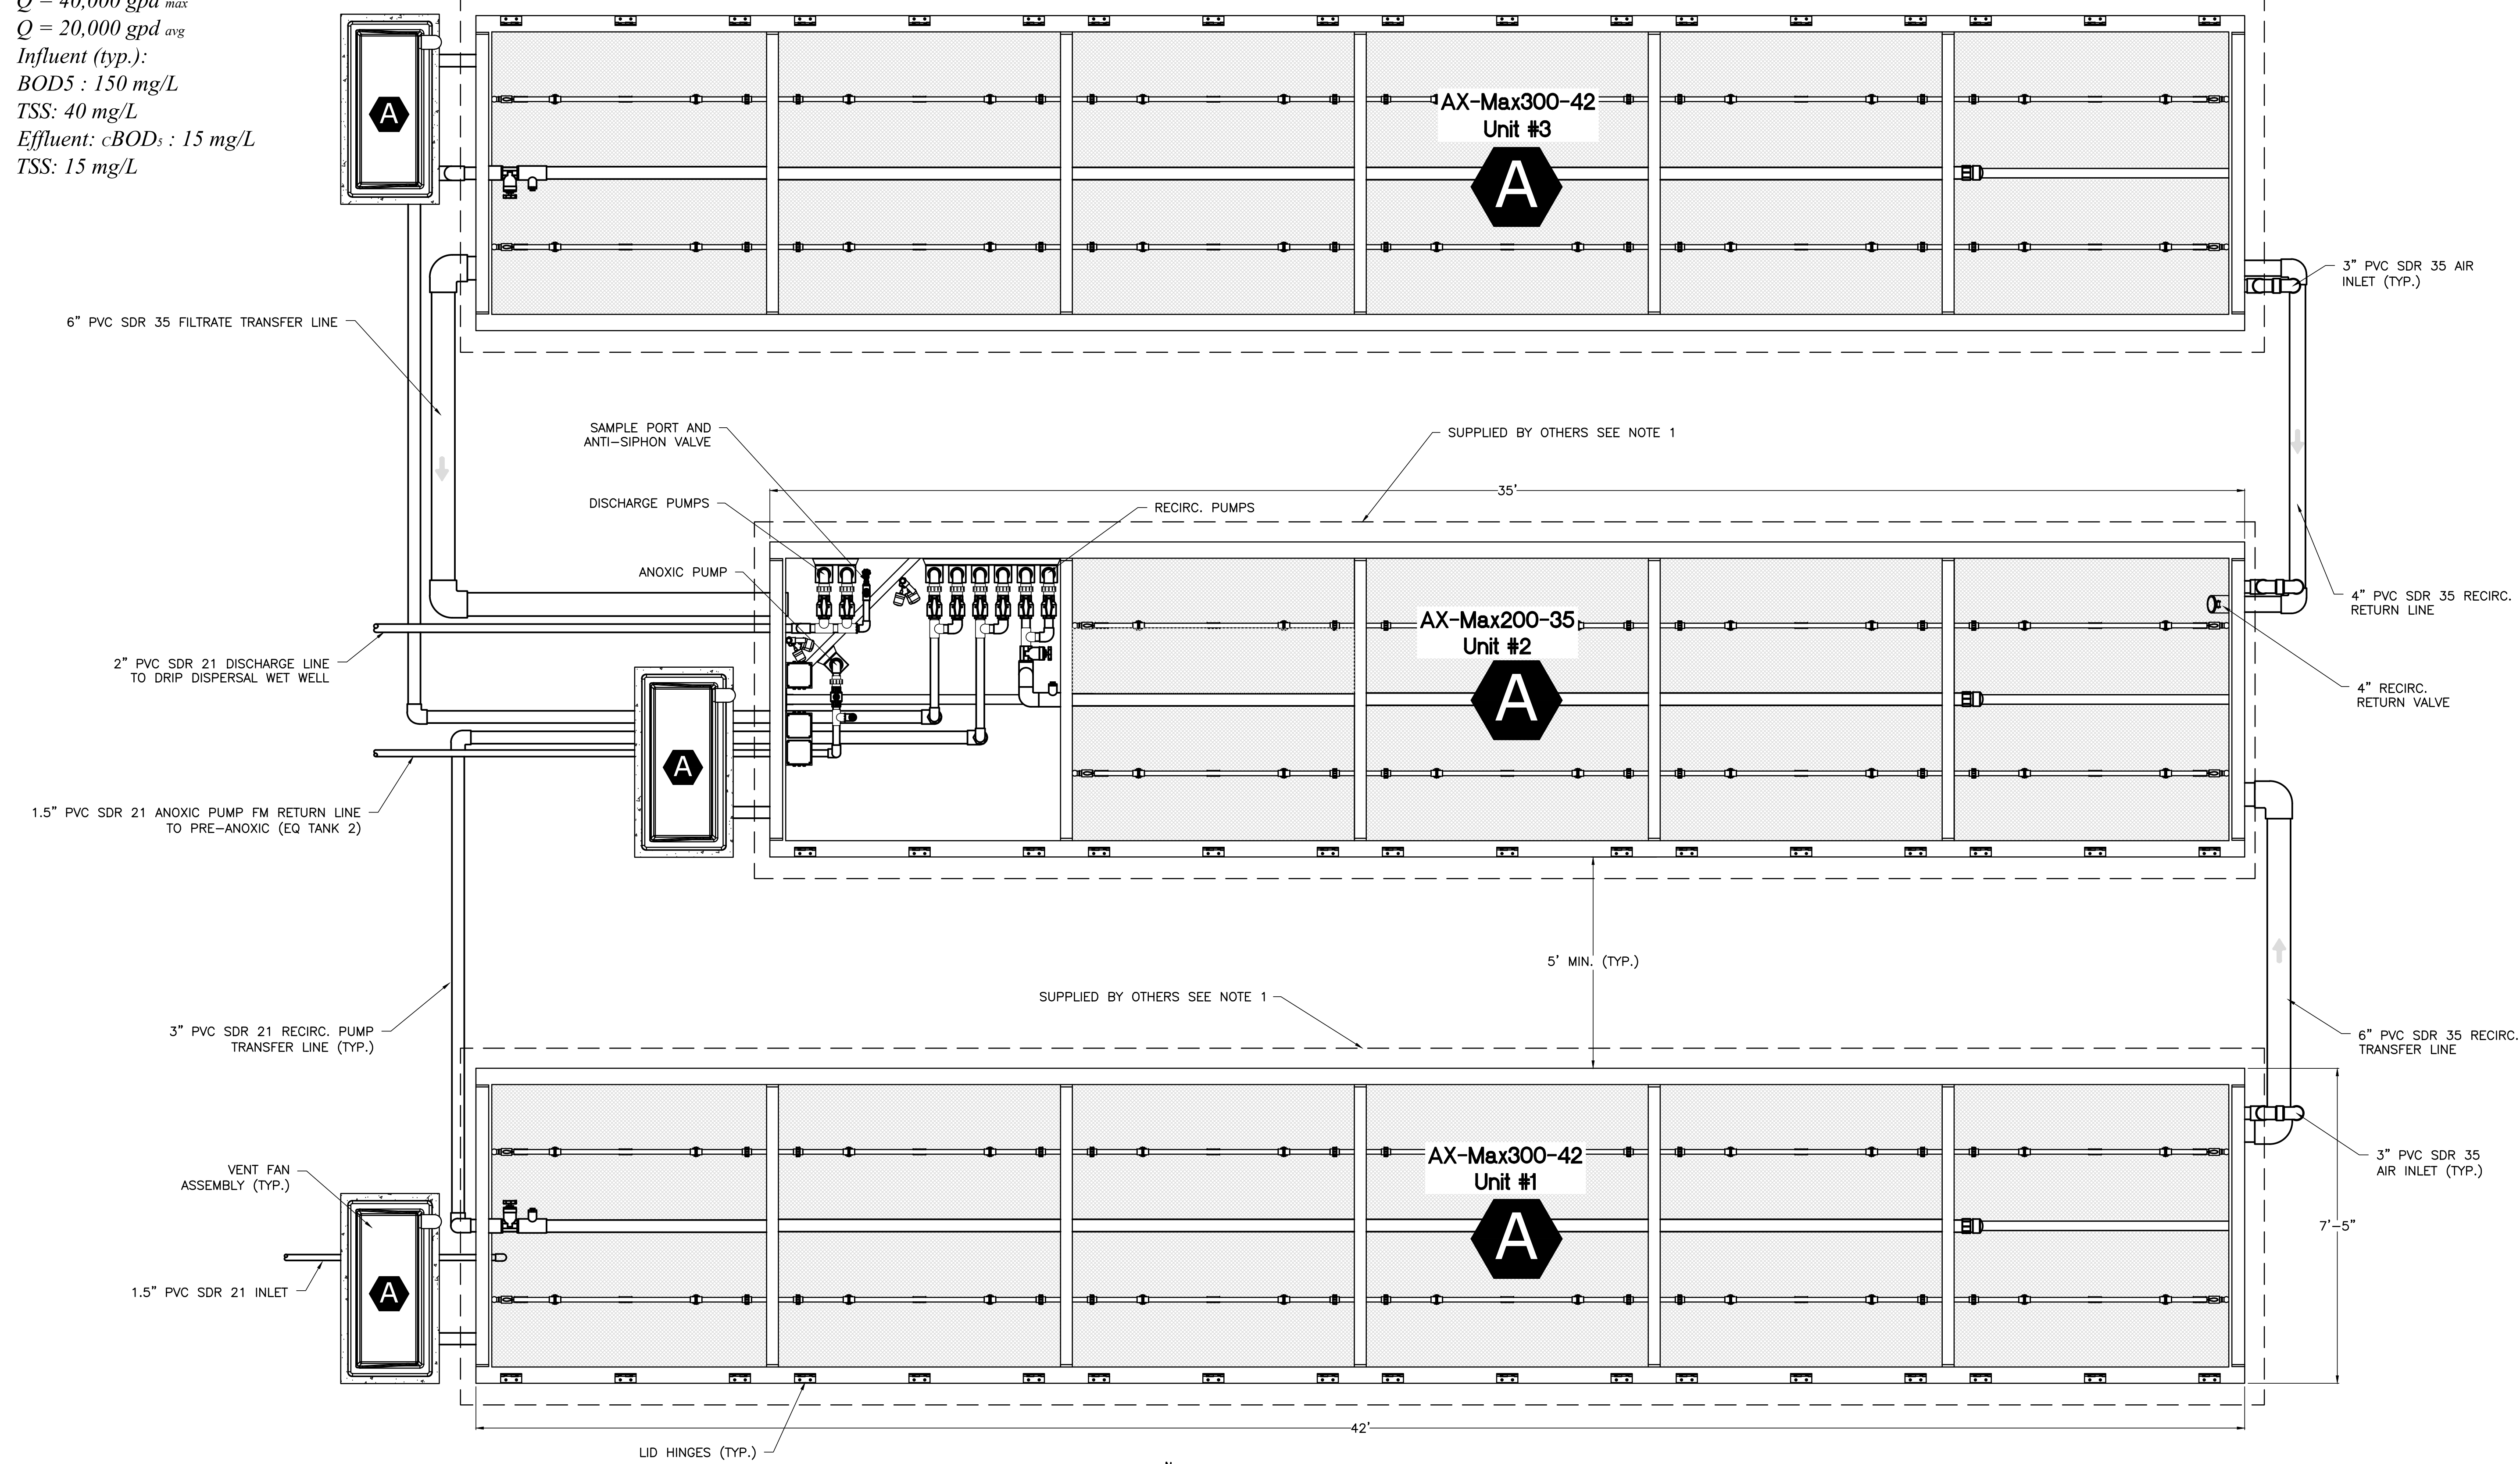 Q = 40,000 gpd max
Q = 20,000 gpd avg
Influent (typ.):
BOD5 : 150 mg/L
TSS: 40 mg/L
Effluent: cBOD5 : 15 mg/L
TSS: 15 mg/L
A
AX-Max300-42
Unit #3
A
3" PVC SDR 35 AIR
INLET (TYP.)
6" PVC SDR 35 FILTRATE TRANSFER LINE
SAMPLE PORT AND
ANTI-SIPHON VALVE
SUPPLIED BY OTHERS SEE NOTE 1
35'
DISCHARGE PUMPS
RECIRC. PUMPS
ANOXIC PUMP
4" PVC SDR 35 RECIRC.
RETURN LINE
AX-Max200-35
Unit #2
A
2" PVC SDR 21 DISCHARGE LINE
TO DRIP DISPERSAL WET WELL
4" RECIRC.
RETURN VALVE
A
1.5" PVC SDR 21 ANOXIC PUMP FM RETURN LINE
TO PRE-ANOXIC (EQ TANK 2)
5' MIN. (TYP.)
SUPPLIED BY OTHERS SEE NOTE 1
3" PVC SDR 21 RECIRC. PUMP
TRANSFER LINE (TYP.)
6" PVC SDR 35 RECIRC.
TRANSFER LINE
VENT FAN
ASSEMBLY (TYP.)
AX-Max300-42
Unit #1
A
3" PVC SDR 35
AIR INLET (TYP.)
7'-5"
1.5" PVC SDR 21 INLET
A
42'
LID HINGES (TYP.)